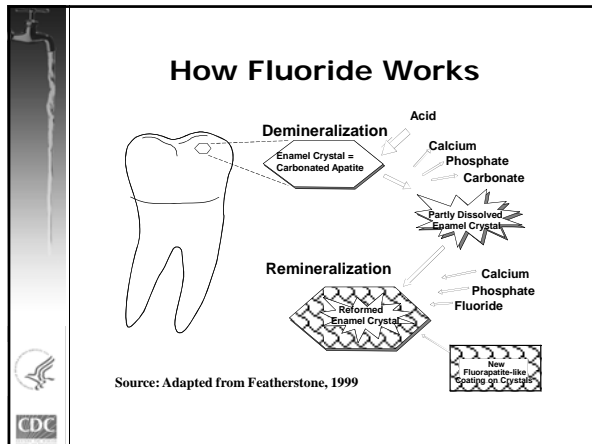 How Fluoride Works
Acid
Demineralization
Enamel Crystal =
Carbonated Apatite
Calcium
Phosphate
Carbonate
Partly Dissolved
Enamel Crystal
Remineralization
Calcium
Phosphate
Fluoride
Reformed
Enamel Crystal
New
Fluorapatite-like
Coating on Crystals
Source: Adapted from Featherstone, 1999
CDC